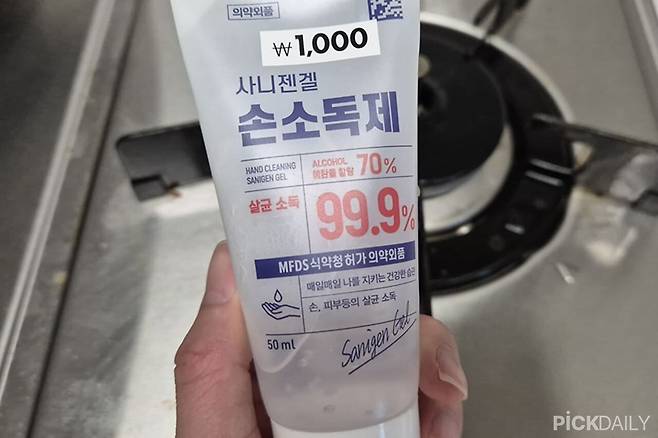 의약외품
₩1,000
사니젠겔
손소독제
HAND CLEANING
SANIGEN GEL
ALCOHOL
에탄올 함량 70%
살균 소독
99.9%
MFDS 식약청 허가 의약외품
매일매일 나를 지키는 건강한 습관
손, 피부등의 살균 소독
50 ml
Sanigen Gel
PiCKDAILY